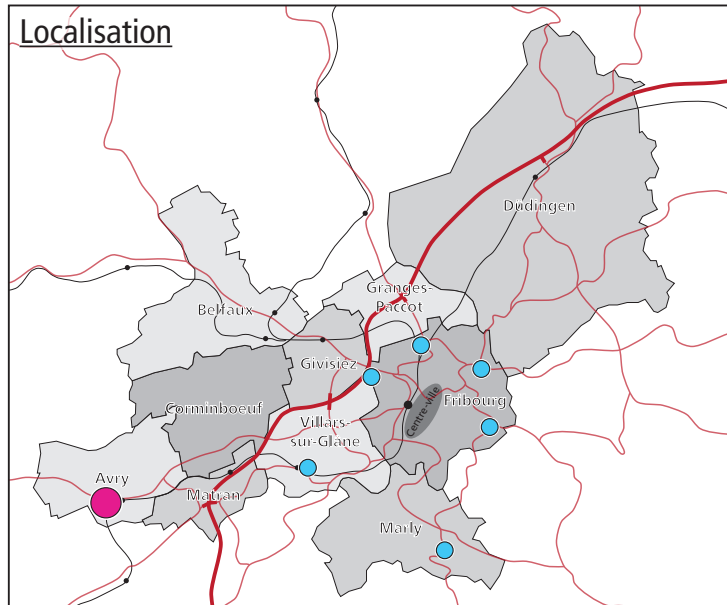 Localisation
Dudingen
Granges-
Paccot
Belfaux
Givisiez
Corminboeuf
Centre-ville
Fribourg
Villars-
sur-Glane
Avry
Matran
Marly